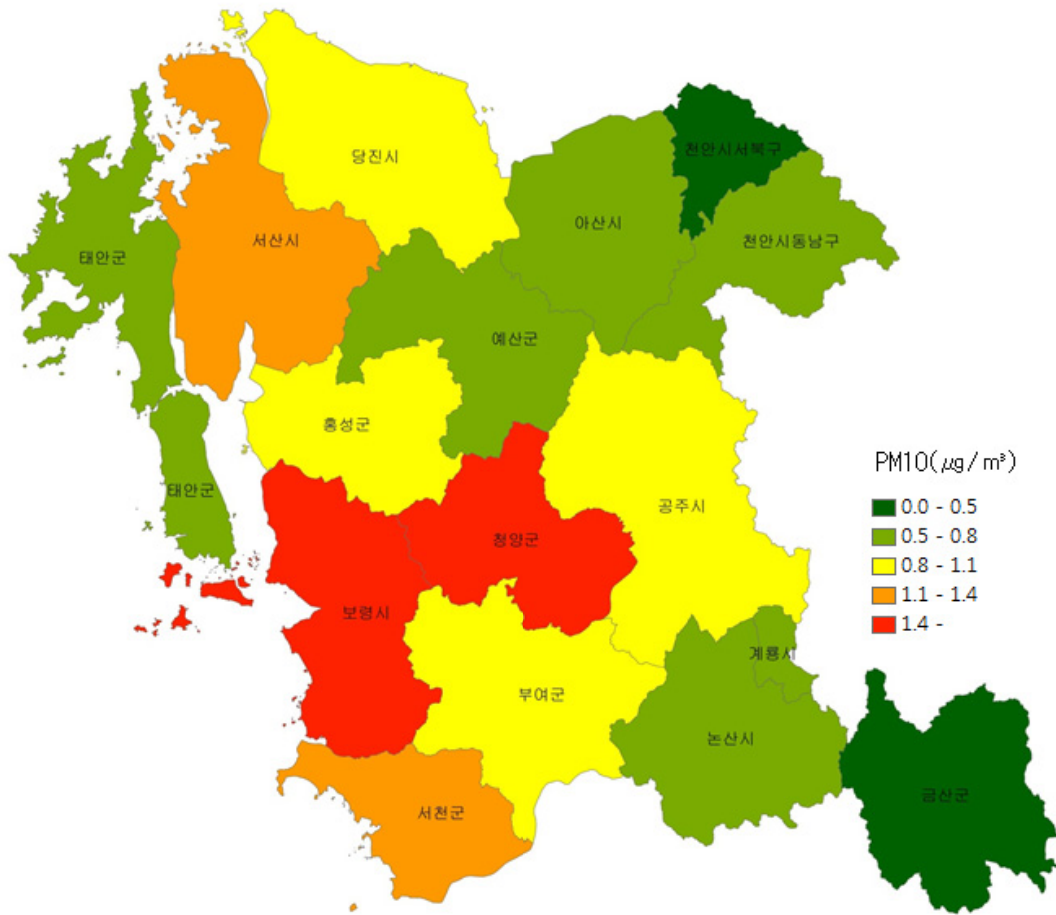 당진시
천안시서북구
아산시
서산시
천안시동남구
태안군
예산군
홍성군
PM10(㎍/㎥)
태안군
공주시
0.0 - 0.5
0.5 - 0.8
청양군
0.8 - 1.1
1.1 - 1.4
보령시
1.4 -
계룡시
부여군
논산시
금산군
서천군